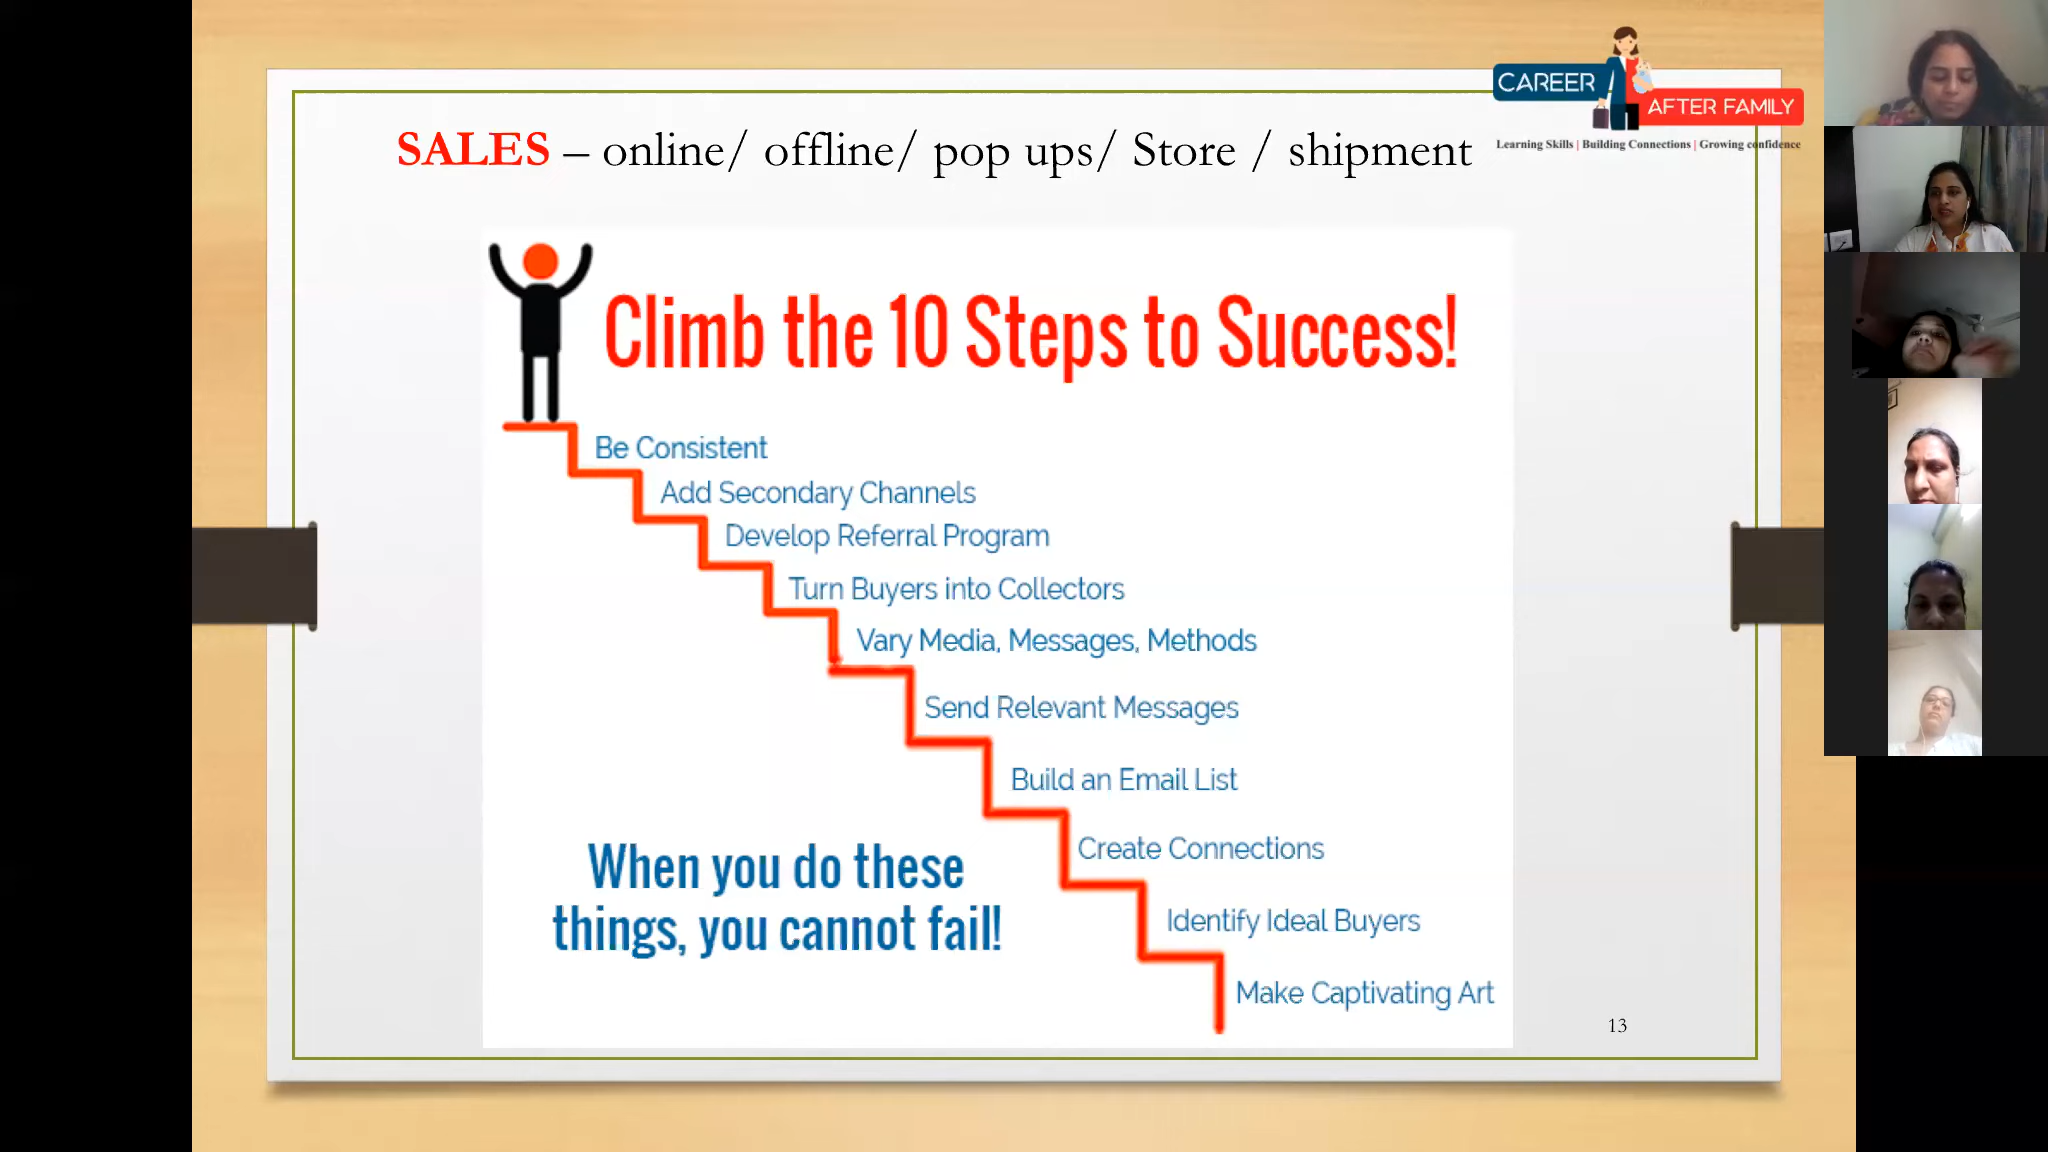 CAREER
AFTER FAMILY
Learning Skills | Building Connections | Growing confidence
SALES – online/ offline/ pop ups/ Store / shipment
Climb the 10 Steps to Success!
Be Consistent
Add Secondary Channels
Develop Referral Program
Turn Buyers into Collectors
Vary Media, Messages, Methods
Send Relevant Messages
Build an Email List
Create Connections
Identify Ideal Buyers
Make Captivating Art
When you do these
things, you cannot fail!
13